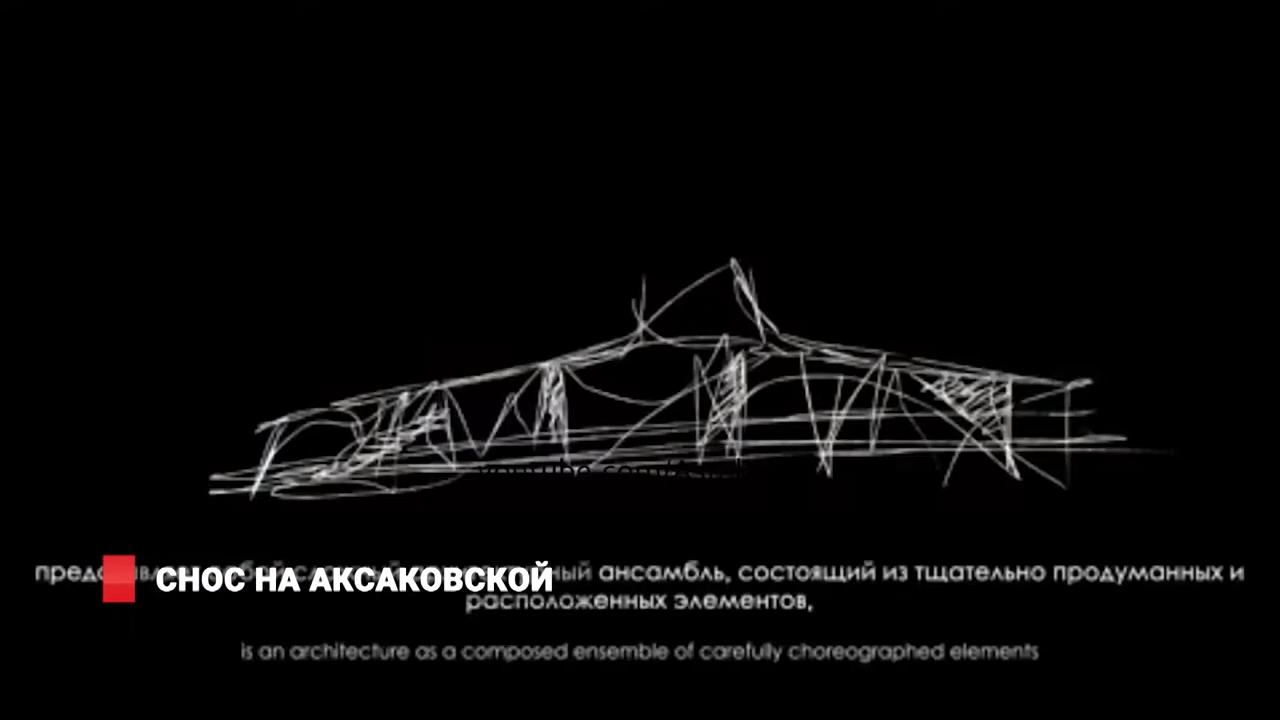 СНОС НА АКСАКОВСКОЙ
ансамбль, состоящий из тщательно продуманных и
расположенных элементов,
is an architecture as a composed ensemble of carefully choreographed elements